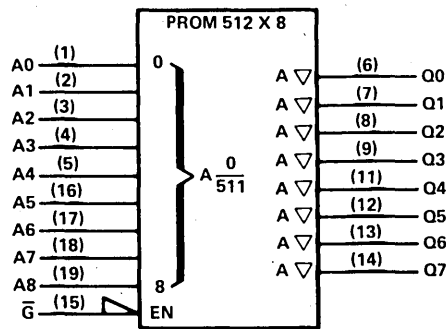 PROM 512 X 8
A0 (1) 0
A1 (2)
A2 (3)
A3 (4)
A4 (5)
A5 (16)
A6 (17)
A7 (18)
A8 (19) 8
G̅ (15) EN
A 0/511
A ▽ (6) Q0
A ▽ (7) Q1
A ▽ (8) Q2
A ▽ (9) Q3
A ▽ (11) Q4
A ▽ (12) Q5
A ▽ (13) Q6
A ▽ (14) Q7